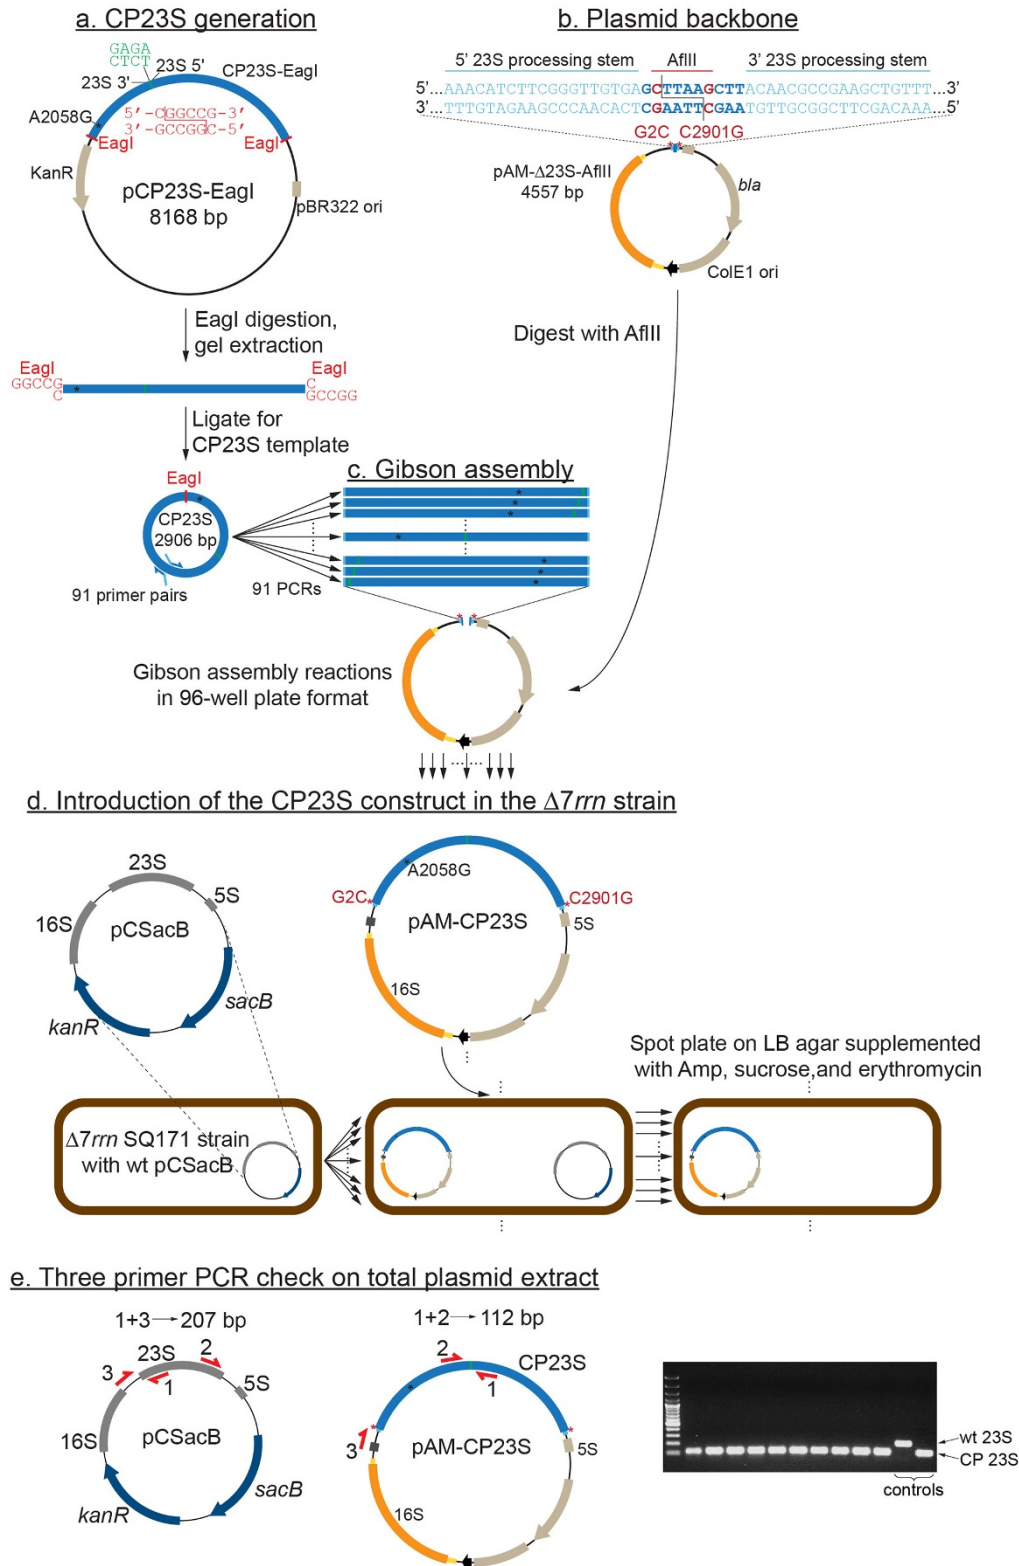 a. CP23S generation
GAGA
CTCT
23S 3'
23S 5'
CP23S-EagI
A2058G
5'-CGGCCG-3'
3'-GCCGGC-5'
EagI
EagI
KanR
pCP23S-EagI
8168 bp
pBR322 ori
EagI digestion,
gel extraction
EagI
GGCCG
C
EagI
C
GCCGG
Ligate for
CP23S template
EagI
CP23S
2906 bp
91 primer pairs
91 PCRs
b. Plasmid backbone
5' 23S processing stem
AflII
3' 23S processing stem
5'...AAACATCTTCGGGTTGTGAGCTTAAGCTTACAACGCCGAAGCTGTTT...3'
3'...TTTGTAGAAGCCCAACACTCGAATTCGAATGTTGCGGCTTCGACAAA...5'
G2C
C2901G
pAM-Δ23S-AflII
4557 bp
bla
ColE1 ori
Digest with AflII
c. Gibson assembly
Gibson assembly reactions
in 96-well plate format
d. Introduction of the CP23S construct in the Δ7rrn strain
23S
5S
16S
pCSacB
sacB
kanR
A2058G
G2C
C2901G
pAM-CP23S
5S
16S
Spot plate on LB agar supplemented
with Amp, sucrose,and erythromycin
Δ7rrn SQ171 strain
with wt pCSacB
e. Three primer PCR check on total plasmid extract
1+3→207 bp
23S
2
3
1
5S
16S
pCSacB
sacB
kanR
1+2→112 bp
2
CP23S
1
3
pAM-CP23S
5S
16S
wt 23S
CP 23S
controls